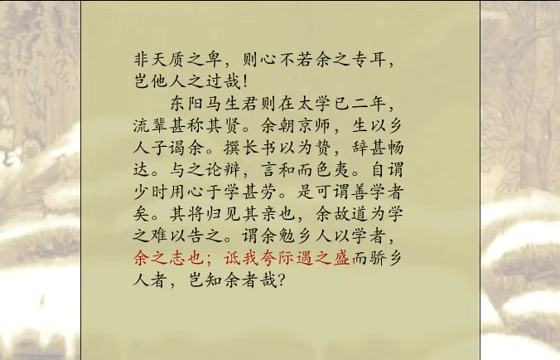 非天质之卑，则心不若余之专耳，
岂他人之过哉！
东阳马生君则在太学已二年，
流辈甚称其贤。余朝京师，生以乡
人子谒余。撰长书以为贽，辞甚畅
达。与之论辩，言和而色夷。自谓
少时用心于学甚劳。是可谓善学者
矣。其将归见其亲也，余故道为学
之难以告之。谓余勉乡人以学者，
余之志也；诋我夸际遇之盛而骄乡
人者，岂知余者哉？